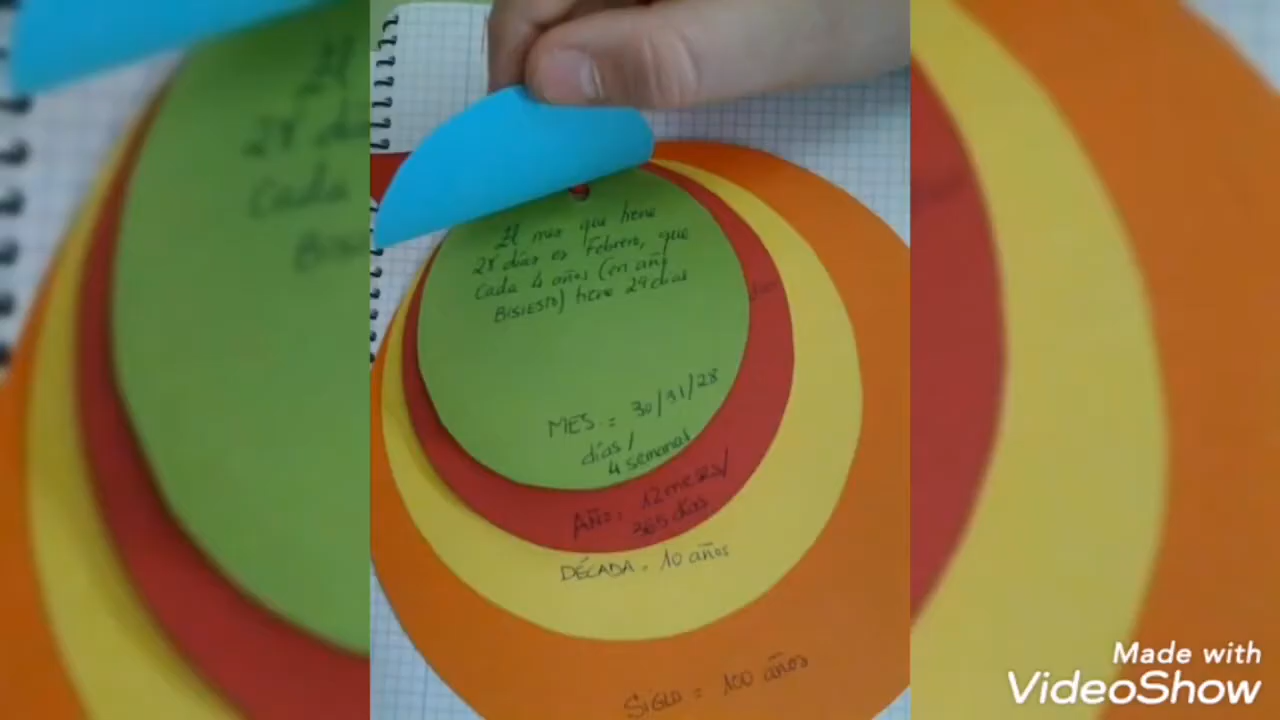 El mes que tiene
28 días es Febrero, que
cada 4 años (en año
BISIESTO) tiene 29 días
MES = 30/31/28
días/
4 semanas
AÑO = 12 meses/
365 días
DÉCADA = 10 años
SIGLO = 100 años
Made with
VideoShow